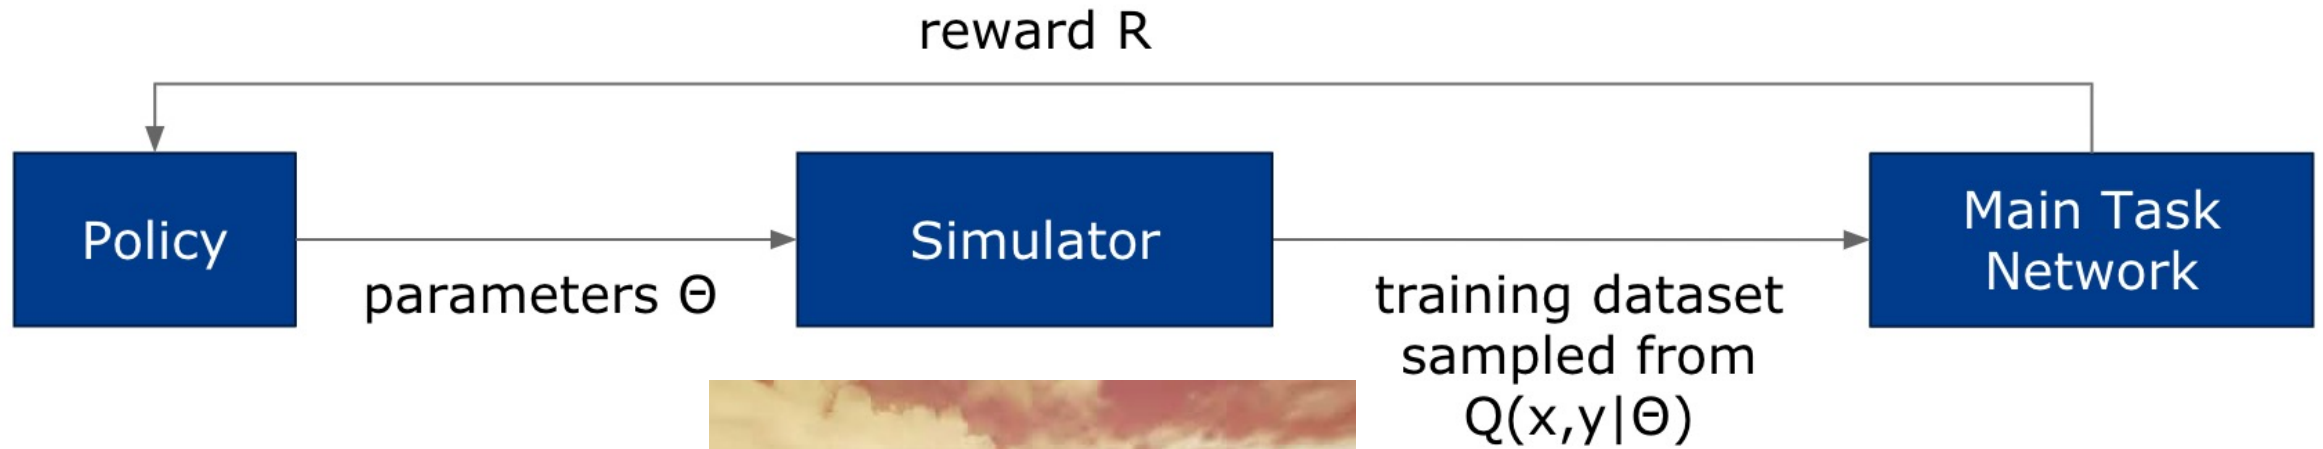 reward R
Policy
parameters Θ
Simulator
training dataset
sampled from
Q(x,y|Θ)
Main Task
Network